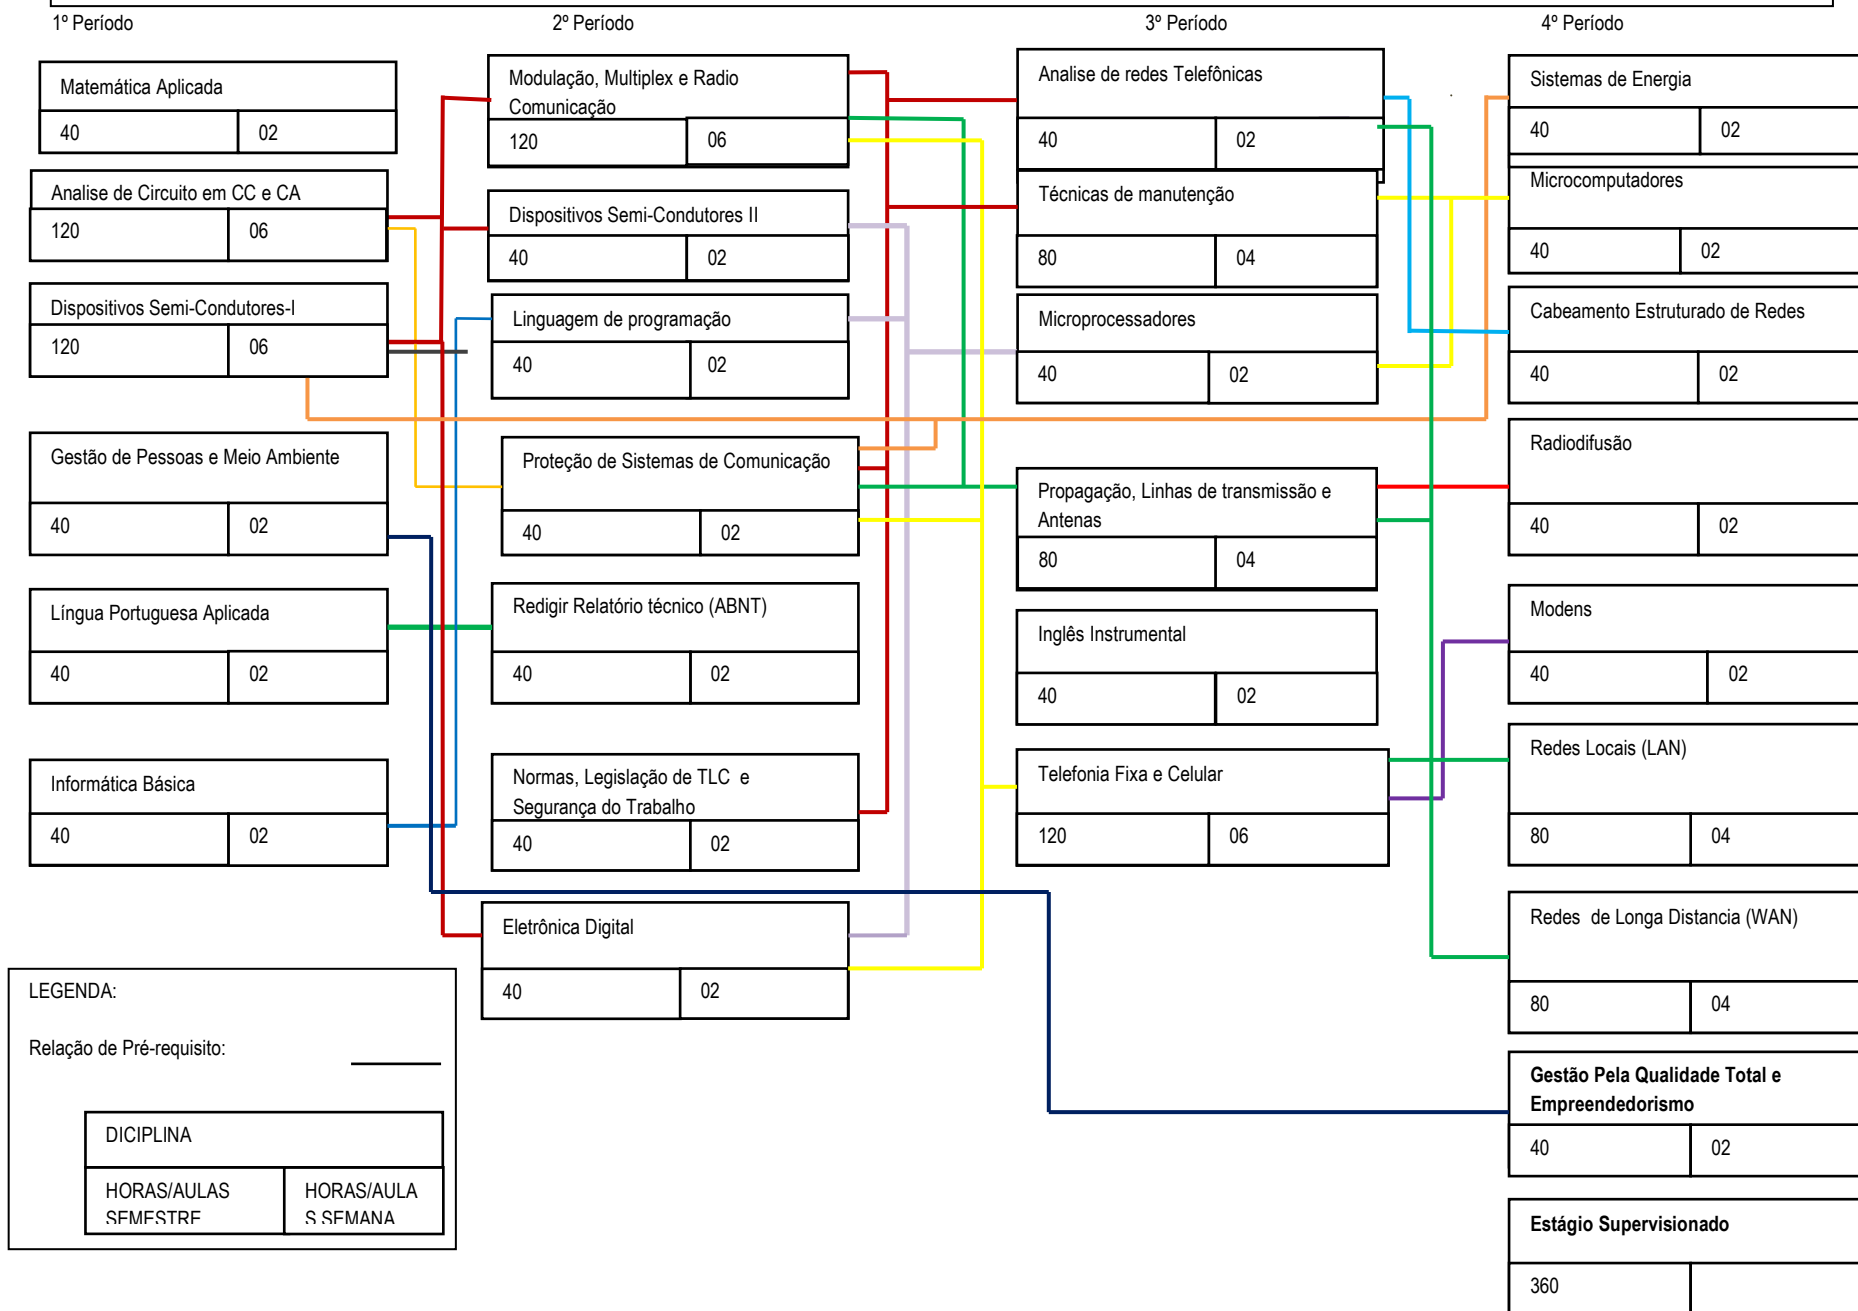 1º Período
2º Período
3º Período
4º Período
Matemática Aplicada
40
02
Analise de Circuito em CC e CA
120
06
Dispositivos Semi-Condutores-I
120
06
Gestão de Pessoas e Meio Ambiente
40
02
Língua Portuguesa Aplicada
40
02
Informática Básica
40
02
Modulação, Multiplex e Radio
Comunicação
120
06
Dispositivos Semi-Condutores II
40
02
Linguagem de programação
40
02
Proteção de Sistemas de Comunicação
40
02
Redigir Relatório técnico (ABNT)
40
02
Normas, Legislação de TLC e
Segurança do Trabalho
40
02
Eletrônica Digital
40
02
Analise de redes Telefônicas
40
02
Técnicas de manutenção
80
04
Microprocessadores
40
02
Propagação, Linhas de transmissão e
Antenas
80
04
Inglês Instrumental
40
02
Telefonia Fixa e Celular
120
06
Sistemas de Energia
40
02
Microcomputadores
40
02
Cabeamento Estruturado de Redes
40
02
Radiodifusão
40
02
Modens
40
02
Redes Locais (LAN)
80
04
Redes de Longa Distancia (WAN)
80
04
Gestão Pela Qualidade Total e
Empreendedorismo
40
02
Estágio Supervisionado
360
LEGENDA:
Relação de Pré-requisito:
DICIPLINA
HORAS/AULAS
SEMESTRE
HORAS/AULA
S SEMANA